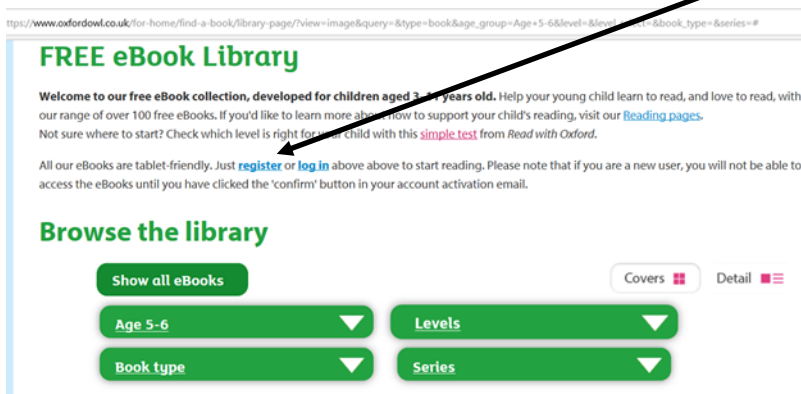 ttps://www.oxfordowl.co.uk/for-home/find-a-book/library-page/?view=image&query=&type=book&age_group=Age+5-6&level=&level_select=&book_type=&series=#
FREE eBook Library
Welcome to our free eBook collection, developed for children aged 3-11 years old. Help your young child learn to read, and love to read, with
our range of over 100 free eBooks. If you'd like to learn more about how to support your child's reading, visit our Reading pages.
Not sure where to start? Check which level is right for your child with this simple test from Read with Oxford.
All our eBooks are tablet-friendly. Just register or log in above above to start reading. Please note that if you are a new user, you will not be able to
access the eBooks until you have clicked the 'confirm' button in your account activation email.
Browse the library
Show all eBooks Covers Detail
Age 5-6 Levels
Book type Series